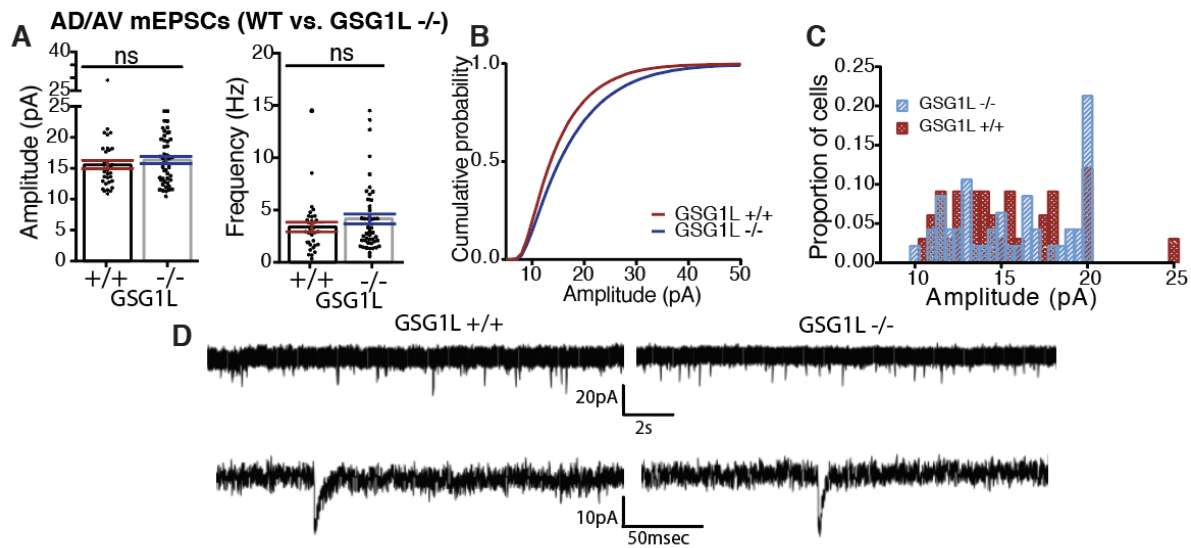 AD/AV mEPSCs (WT vs. GSG1L -/-)
A
ns
Amplitude (pA)
40
25
25
20
15
10
5
0
+/+ -/-
GSG1L
ns
Frequency (Hz)
20
15
10
5
0
+/+ -/-
GSG1L
B
Cumulative probability
1.0
0.5
0.0
GSG1L +/+
GSG1L -/-
10 20 30 40 50
Amplitude (pA)
C
Proportion of cells
0.25
0.20
0.15
0.10
0.05
0.00
GSG1L -/-
GSG1L +/+
10 15 20 25
Amplitude (pA)
D
GSG1L +/+
GSG1L -/-
20pA
2s
10pA
50msec